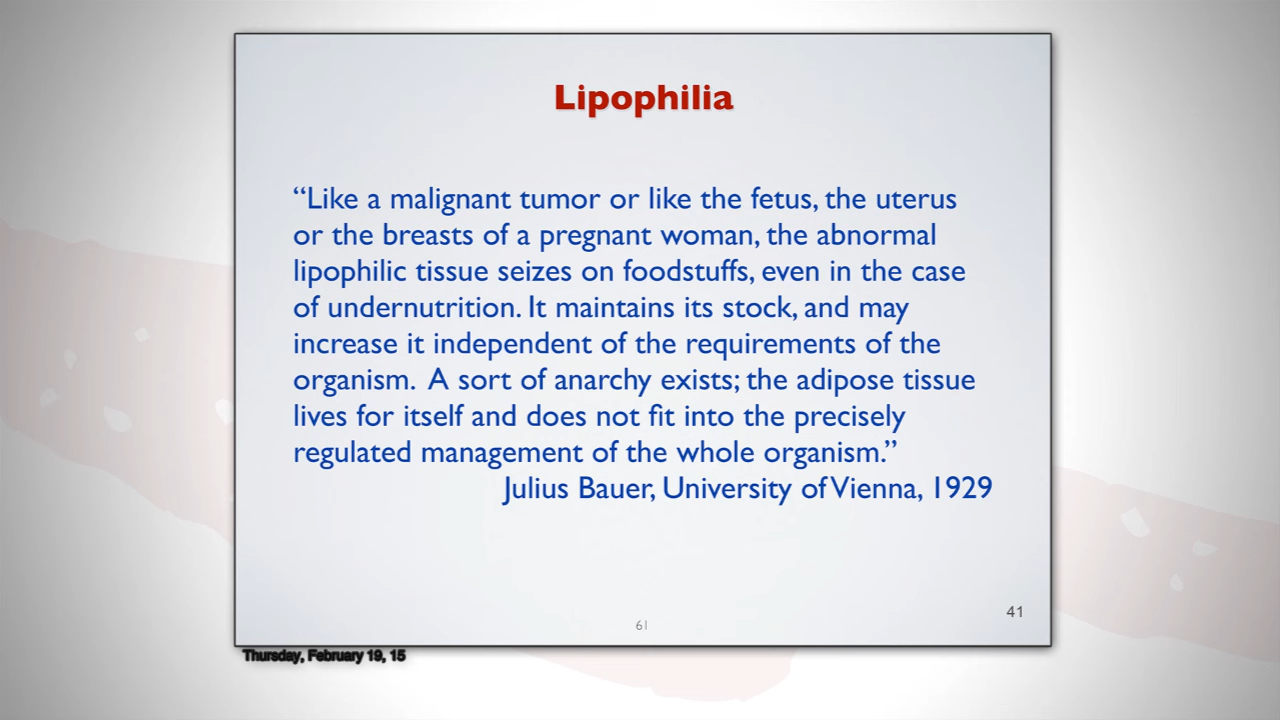 Lipophilia
“Like a malignant tumor or like the fetus, the uterus
or the breasts of a pregnant woman, the abnormal
lipophilic tissue seizes on foodstuffs, even in the case
of undernutrition. It maintains its stock, and may
increase it independent of the requirements of the
organism.  A sort of anarchy exists; the adipose tissue
lives for itself and does not fit into the precisely
regulated management of the whole organism.”
Julius Bauer, University of Vienna, 1929
41
61
Thursday, February 19, 15